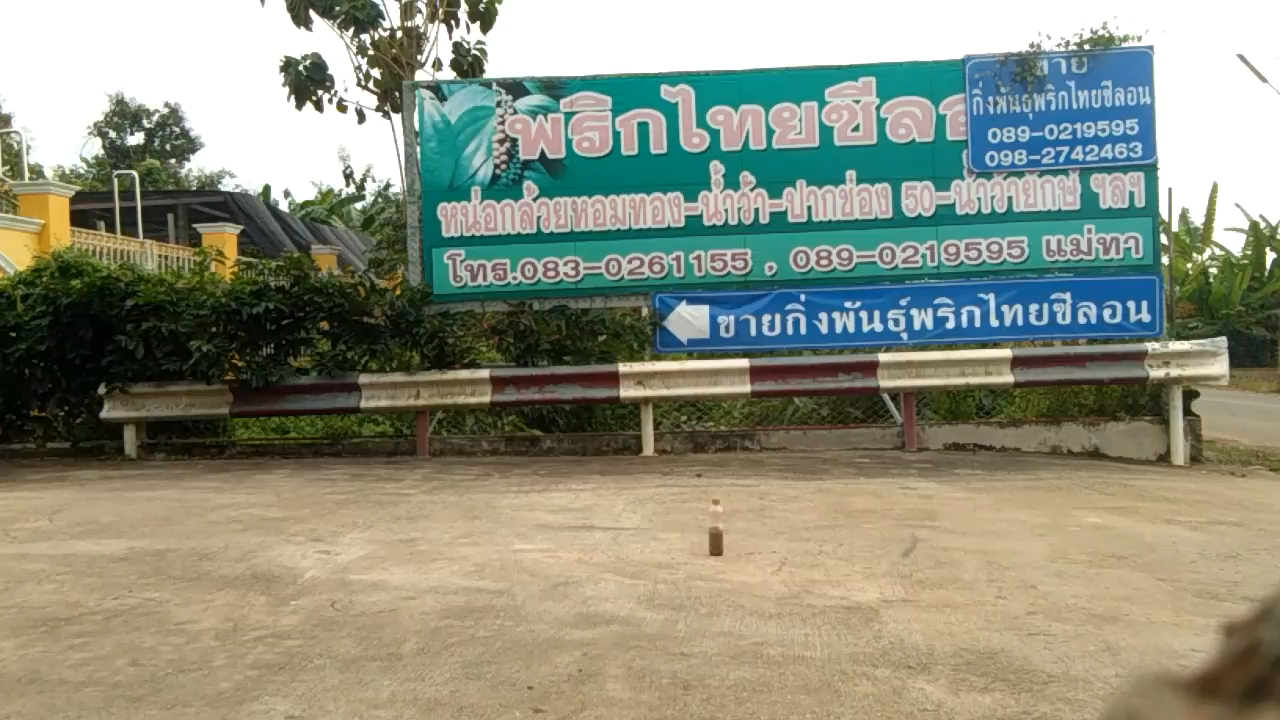 พริกไทยซีลอ
ขาย
กิ่งพันธุ์พริกไทยซีลอน
089-0219595
098-2742463
หน่อกล้วยหอมทอง-น้ำว้า-ปากช่อง 50-น้ำว้ายักษ์ ฯลฯ
โทร.083-0261155 , 089-0219595 แม่ทา
ขายกิ่งพันธุ์พริกไทยซีลอน